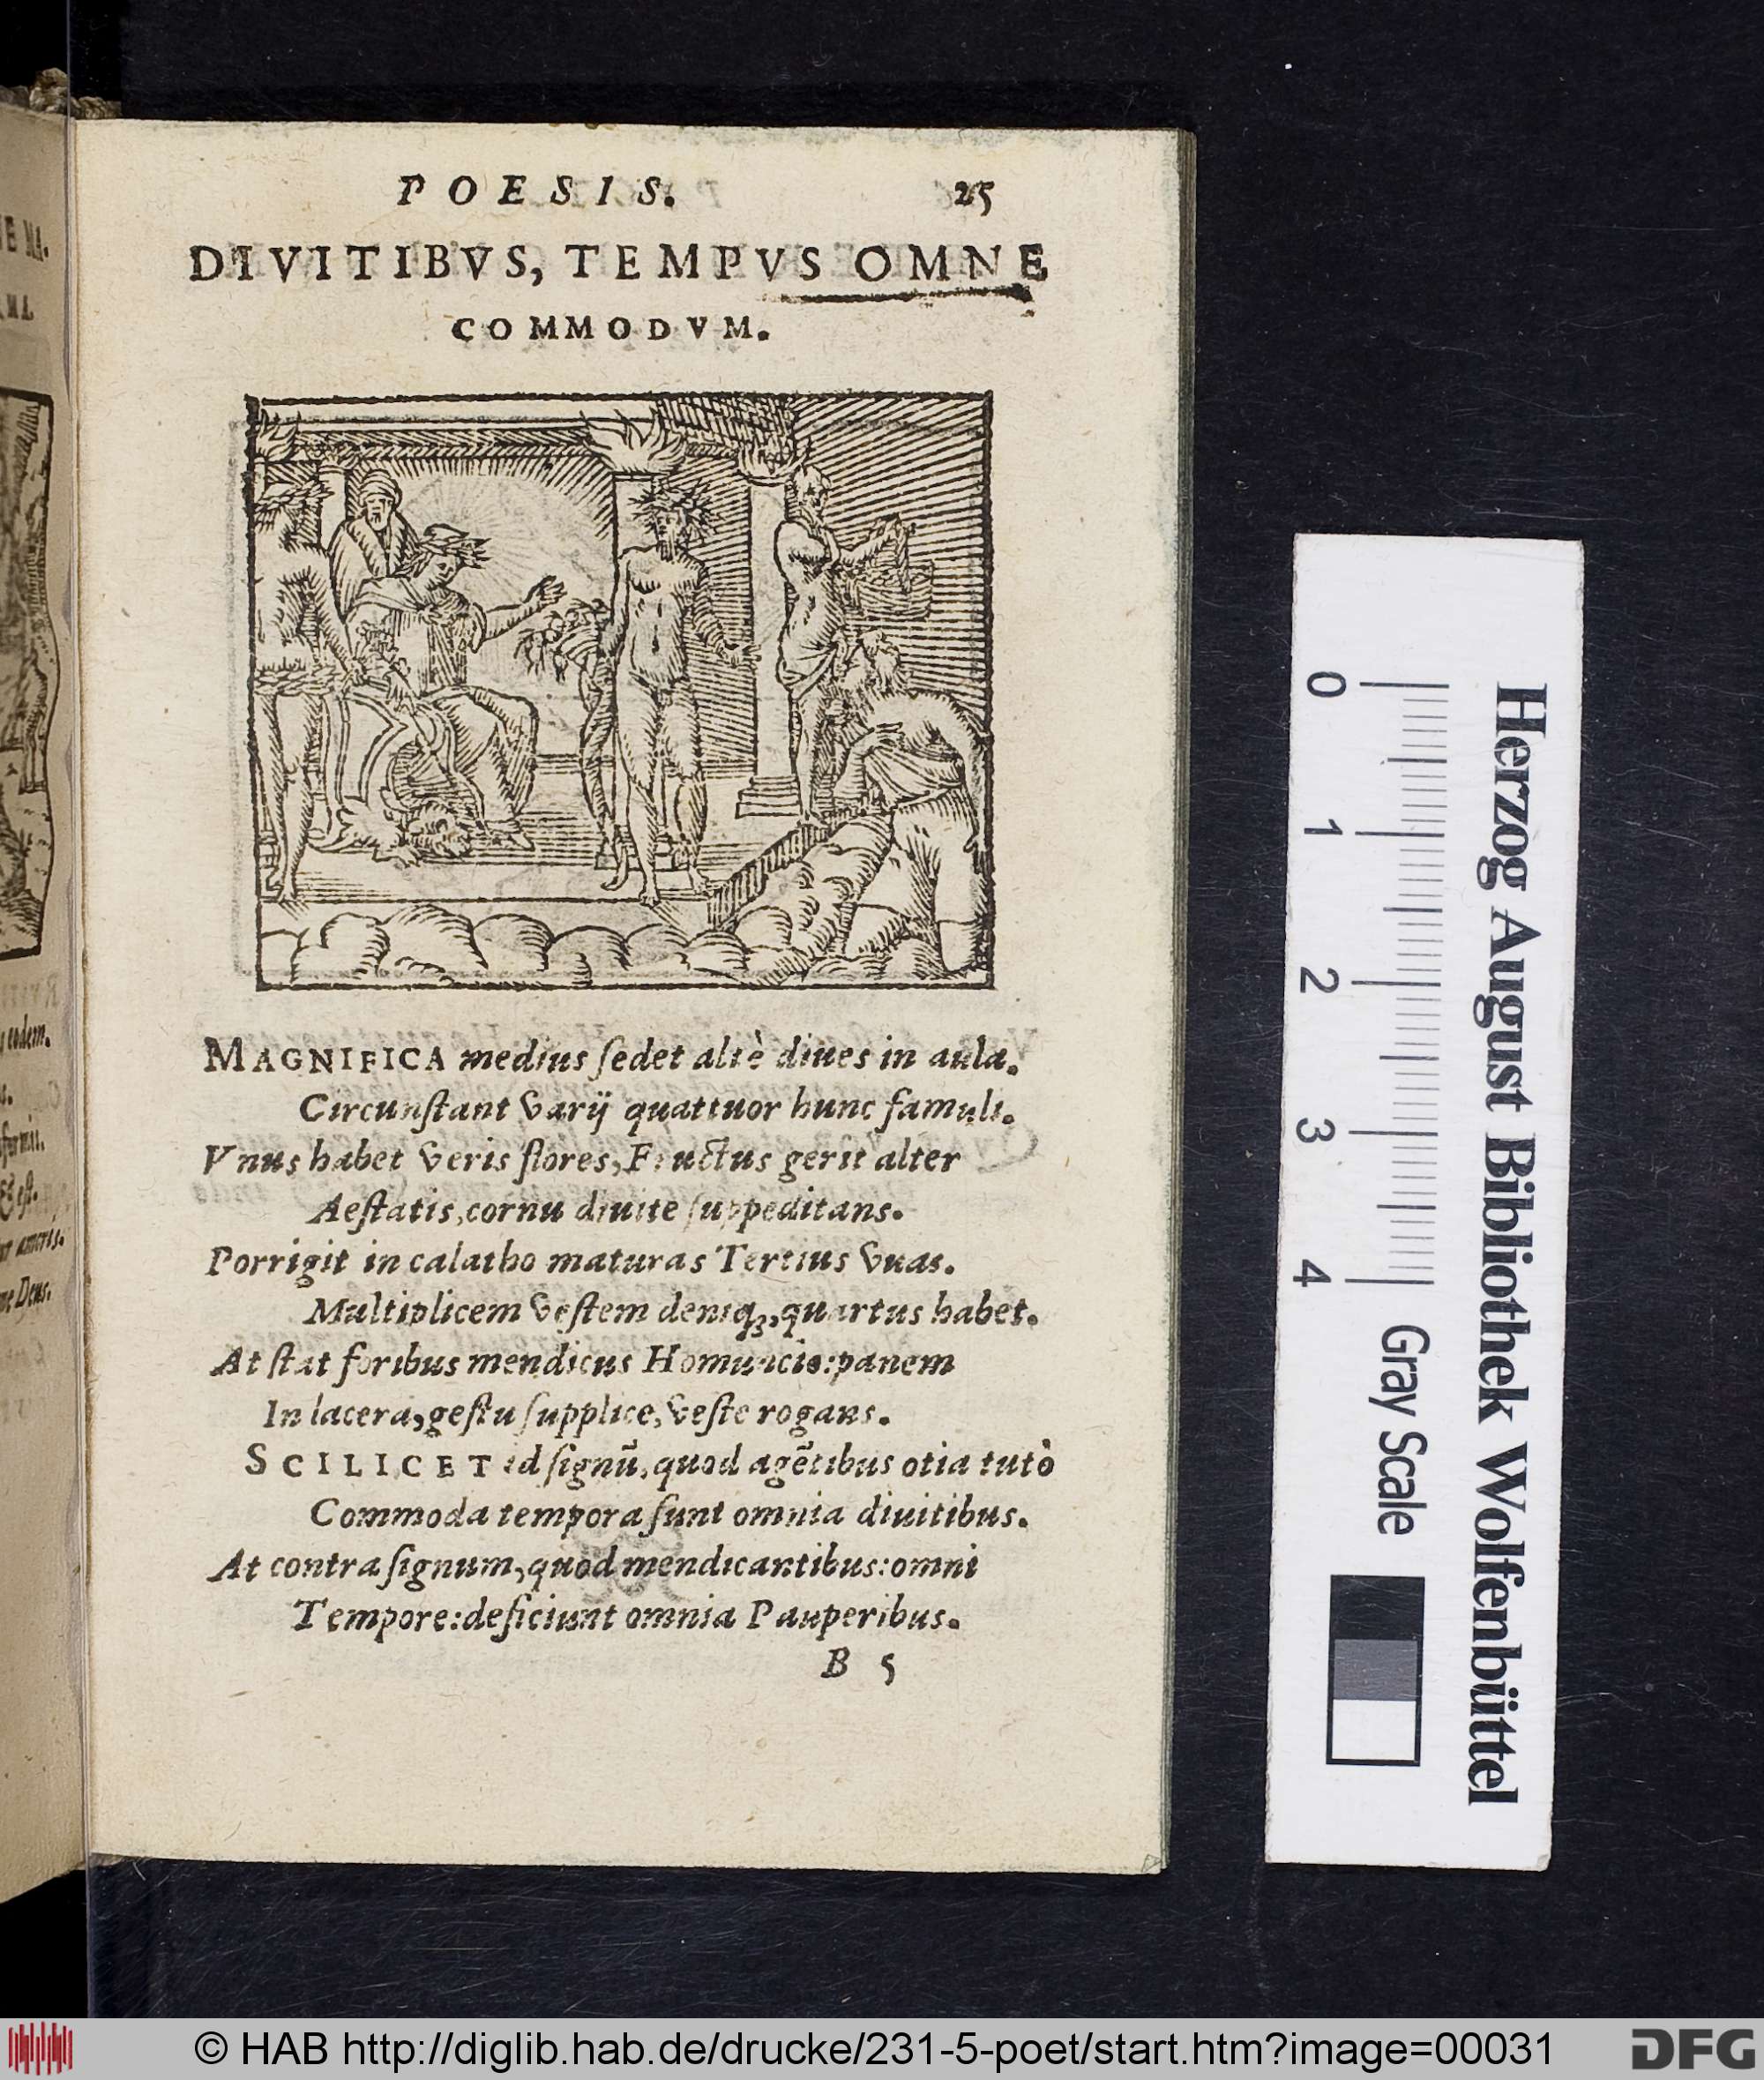 POESIS. 25
DIVITIBVS, TEMPVS OMNE
COMMODVM.
MAGNIFICA medius ſedet altè diues in aula.
Circunſtant varij quattuor hunc famuli.
Vnus habet veris flores, Fructus gerit alter
Aeſtatis, cornu diuite ſuppeditans.
Porrigit in calatho maturas Tertius vuas.
Multiplicem veſtem deniq;, quartus habet.
At ſtat foribus mendicus Homuncio: panem
In lacera, geſtu ſupplice, veſte rogans.
SCILICET id ſignũ, quod agẽtibus otia tutò
Commoda tempora ſunt omnia diuitibus.
At contra ſignum, quòd mendicantibus: omni
Tempore: deficiunt omnia Pauperibus.
B 5
eodem.
ameris.
Deus.
0 1 2 3 4
Gray Scale
Herzog August Bibliothek Wolfenbüttel
© HAB http://diglib.hab.de/drucke/231-5-poet/start.htm?image=00031
DFG